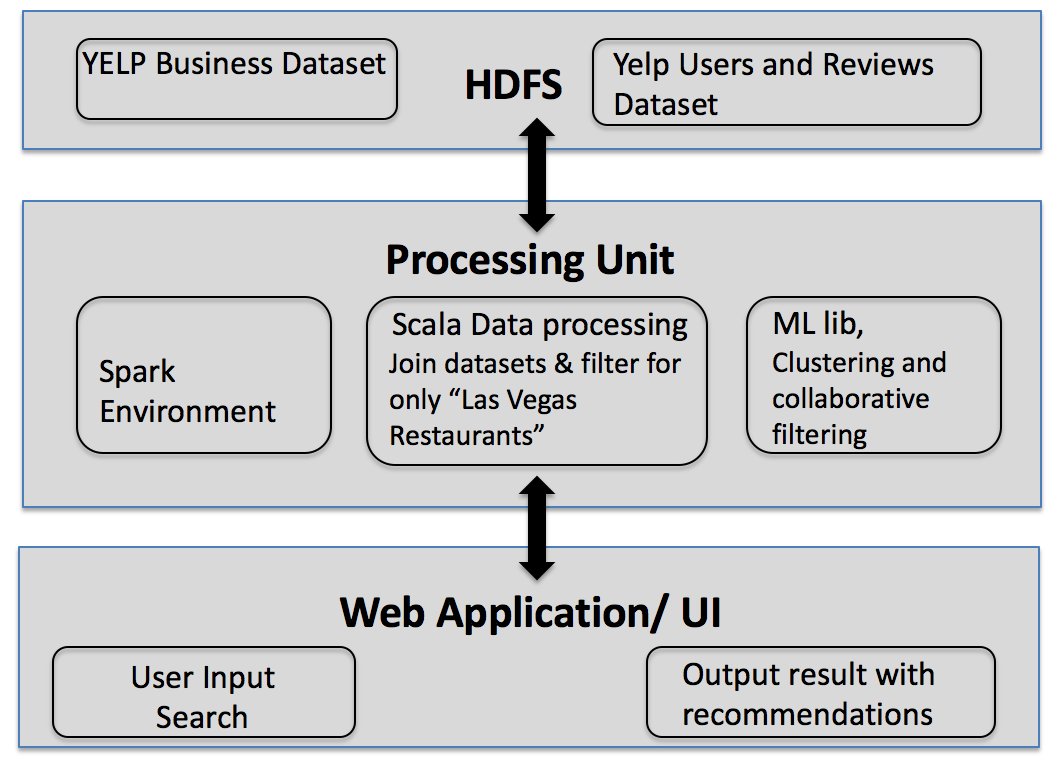 YELP Business Dataset
HDFS
Yelp Users and Reviews
Dataset
Processing Unit
Spark
Environment
Scala Data processing
Join datasets & filter for
only “Las Vegas
Restaurants”
ML lib,
Clustering and
collaborative
filtering
Web Application/ UI
User Input
Search
Output result with
recommendations